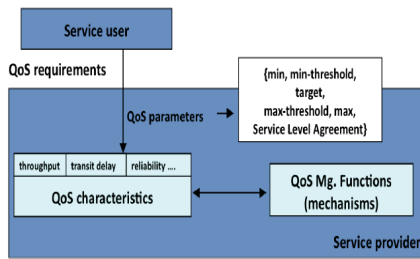 Service user
QoS requirements
QoS parameters
{min, min-threshold,
target,
max-threshold, max,
Service Level Agreement}
throughput
transit delay
reliability ....
QoS characteristics
QoS Mg. Functions
(mechanisms)
Service provider